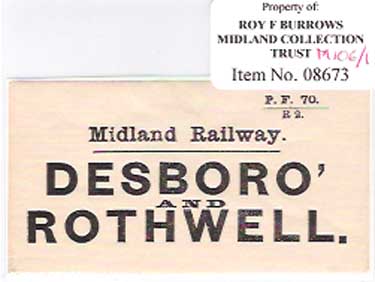 Property of:
ROY F BURROWS
MIDLAND COLLECTION
TRUST M106/1
Item No. 08673
P. F. 70.
R 2.
Midland Railway.
DESBORO'
AND
ROTHWELL.